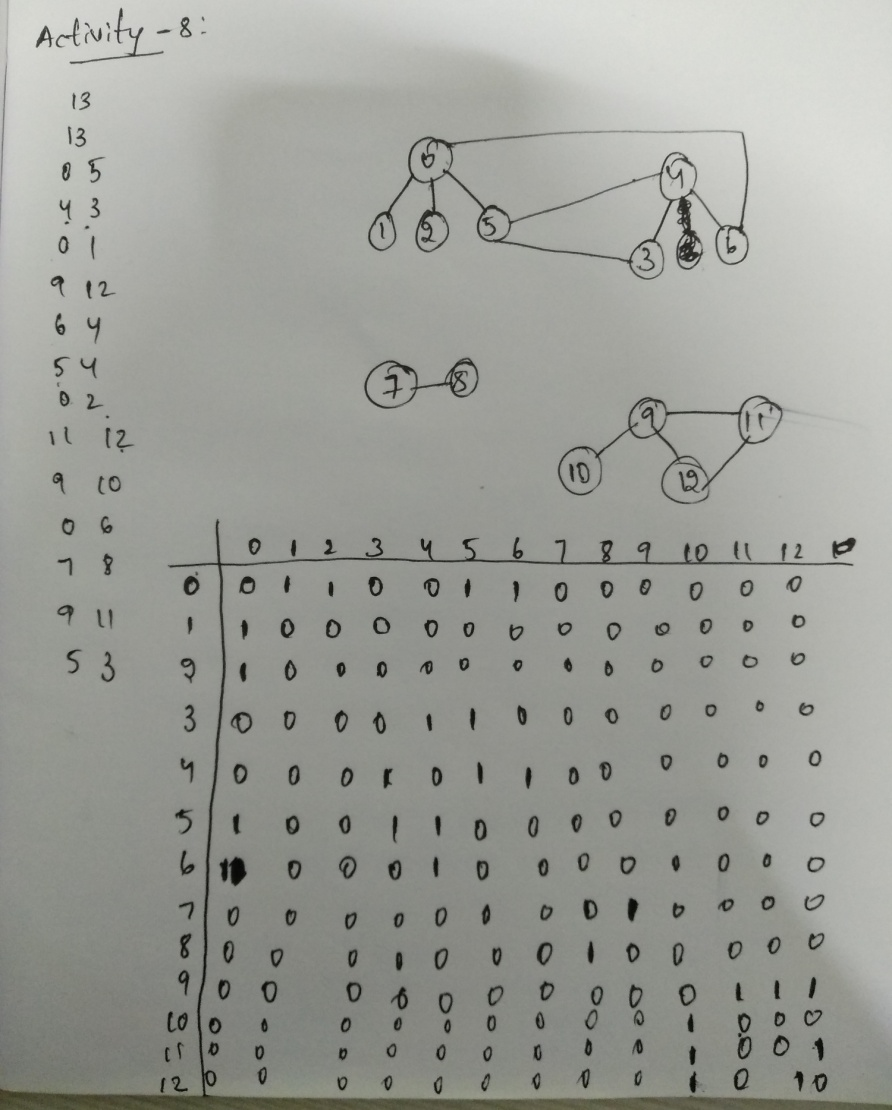 Activity - 8:
13
13
0 5
4 3
0 1
9 12
6 4
5 4
0 2
11 12
9 10
0 6
7 8
9 11
5 3
0 4
1 2 5 3 6
7 8
9 11
10 12
0 1 2 3 4 5 6 7 8 9 10 11 12
0 0 1 1 0 0 1 1 0 0 0 0 0 0
1 1 0 0 0 0 0 0 0 0 0 0 0 0
2 1 0 0 0 0 0 0 0 0 0 0 0 0
3 0 0 0 0 1 1 0 0 0 0 0 0 0
4 0 0 0 1 0 1 1 0 0 0 0 0 0
5 1 0 0 1 1 0 0 0 0 0 0 0 0
6 1 0 0 0 1 0 0 0 0 0 0 0 0
7 0 0 0 0 0 0 0 0 1 0 0 0 0
8 0 0 0 0 0 0 0 1 0 0 0 0 0
9 0 0 0 0 0 0 0 0 0 0 1 1 1
10 0 0 0 0 0 0 0 0 0 1 0 0 0
11 0 0 0 0 0 0 0 0 0 1 0 0 1
12 0 0 0 0 0 0 0 0 0 1 0 1 0